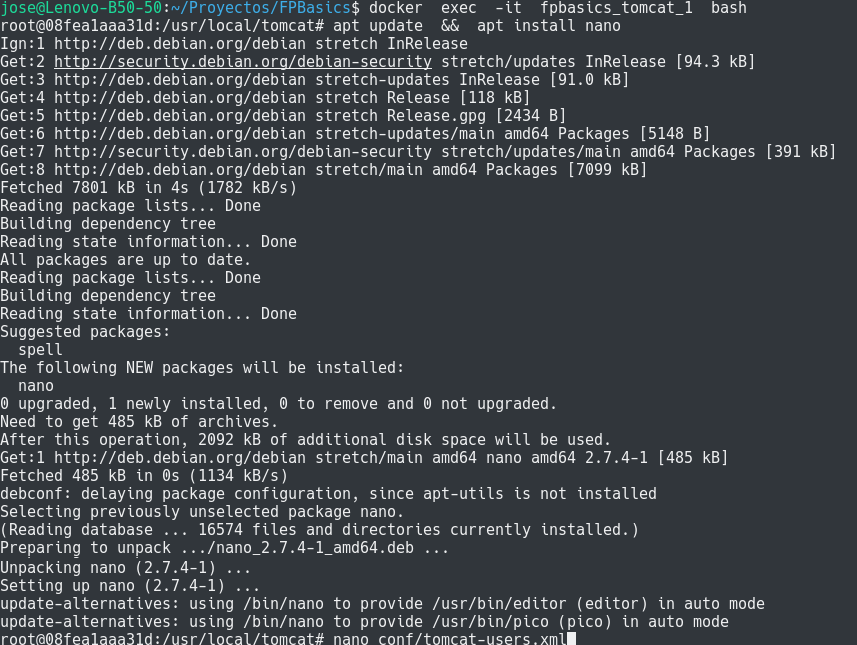 jose@Lenovo-B50-50:~/Proyectos/FPBasics$ docker  exec  -it  fpbasics_tomcat_1  bash
root@08fea1aaa31d:/usr/local/tomcat# apt update  &&  apt install nano
Ign:1 http://deb.debian.org/debian stretch InRelease
Get:2 http://security.debian.org/debian-security stretch/updates InRelease [94.3 kB]
Get:3 http://deb.debian.org/debian stretch-updates InRelease [91.0 kB]
Get:4 http://deb.debian.org/debian stretch Release [118 kB]
Get:5 http://deb.debian.org/debian stretch Release.gpg [2434 B]
Get:6 http://deb.debian.org/debian stretch-updates/main amd64 Packages [5148 B]
Get:7 http://security.debian.org/debian-security stretch/updates/main amd64 Packages [391 kB]
Get:8 http://deb.debian.org/debian stretch/main amd64 Packages [7099 kB]
Fetched 7801 kB in 4s (1782 kB/s)
Reading package lists... Done
Building dependency tree
Reading state information... Done
All packages are up to date.
Reading package lists... Done
Building dependency tree
Reading state information... Done
Suggested packages:
  spell
The following NEW packages will be installed:
  nano
0 upgraded, 1 newly installed, 0 to remove and 0 not upgraded.
Need to get 485 kB of archives.
After this operation, 2092 kB of additional disk space will be used.
Get:1 http://deb.debian.org/debian stretch/main amd64 nano amd64 2.7.4-1 [485 kB]
Fetched 485 kB in 0s (1134 kB/s)
debconf: delaying package configuration, since apt-utils is not installed
Selecting previously unselected package nano.
(Reading database ... 16574 files and directories currently installed.)
Preparing to unpack .../nano_2.7.4-1_amd64.deb ...
Unpacking nano (2.7.4-1) ...
Setting up nano (2.7.4-1) ...
update-alternatives: using /bin/nano to provide /usr/bin/editor (editor) in auto mode
update-alternatives: using /bin/nano to provide /usr/bin/pico (pico) in auto mode
root@08fea1aaa31d:/usr/local/tomcat# nano conf/tomcat-users.xml